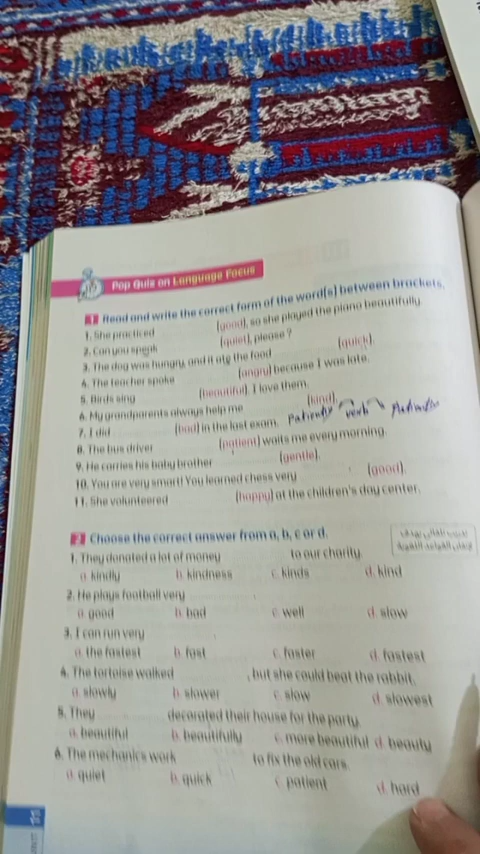 Pop Quiz on Language Focus
1 Read and write the correct form of the word(s) between brackets.
1. She practiced (good), so she played the piano beautifully.
2. Can you speak (quiet), please?
3. The dog was hungry, and it ate the food (quick).
4. The teacher spoke (angry) because I was late.
5. Birds sing (beautiful). I love them.
6. My grandparents always help me (kind).
7. I did (bad) in the last exam. patiently verb
8. The bus driver (patient) waits me every morning.
9. He carries his baby brother (gentle).
10. You are very smart! You learned chess very (good).
11. She volunteered (happy) at the children's day center.
2 Choose the correct answer from a, b, c or d.
1. They donated a lot of money to our charity.
a. kindly b. kindness c. kinds d. kind
2. He plays football very
a. good b. bad c. well d. slow
3. I can run very
a. the fastest b. fast c. faster d. fastest
4. The tortoise walked , but she could beat the rabbit.
a. slowly b. slower c. slow d. slowest
5. They decorated their house for the party.
a. beautiful b. beautifully c. more beautiful d. beauty
6. The mechanics work to fix the old cars.
a. quiet b. quick c. patient d. hard